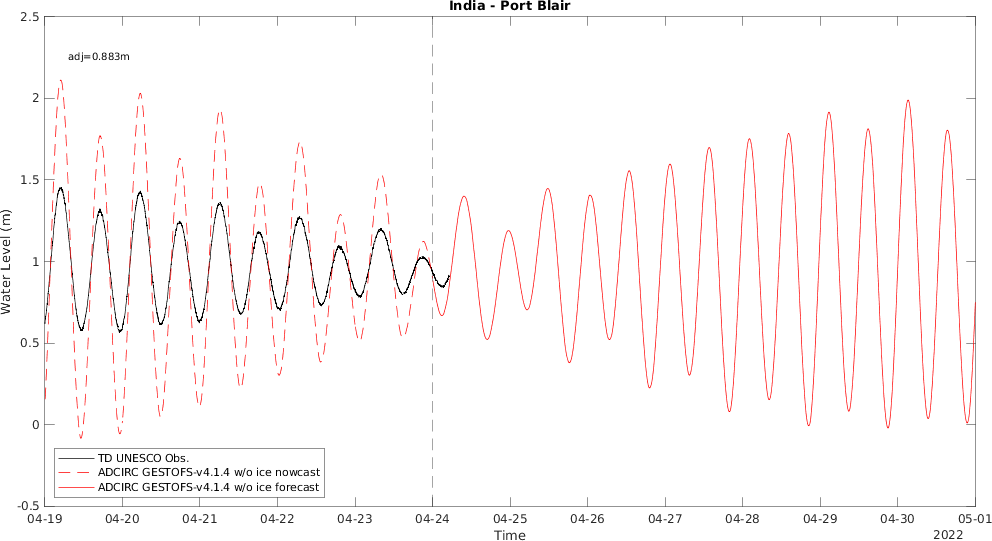 India - Port Blair
adj=0.883m
2.5
2
1.5
1
0.5
0
-0.5
Water Level (m)
TD UNESCO Obs.
ADCIRC GESTOFS-v4.1.4 w/o ice nowcast
ADCIRC GESTOFS-v4.1.4 w/o ice forecast
04-19 04-20 04-21 04-22 04-23 04-24 04-25 04-26 04-27 04-28 04-29 04-30 05-01
Time
2022